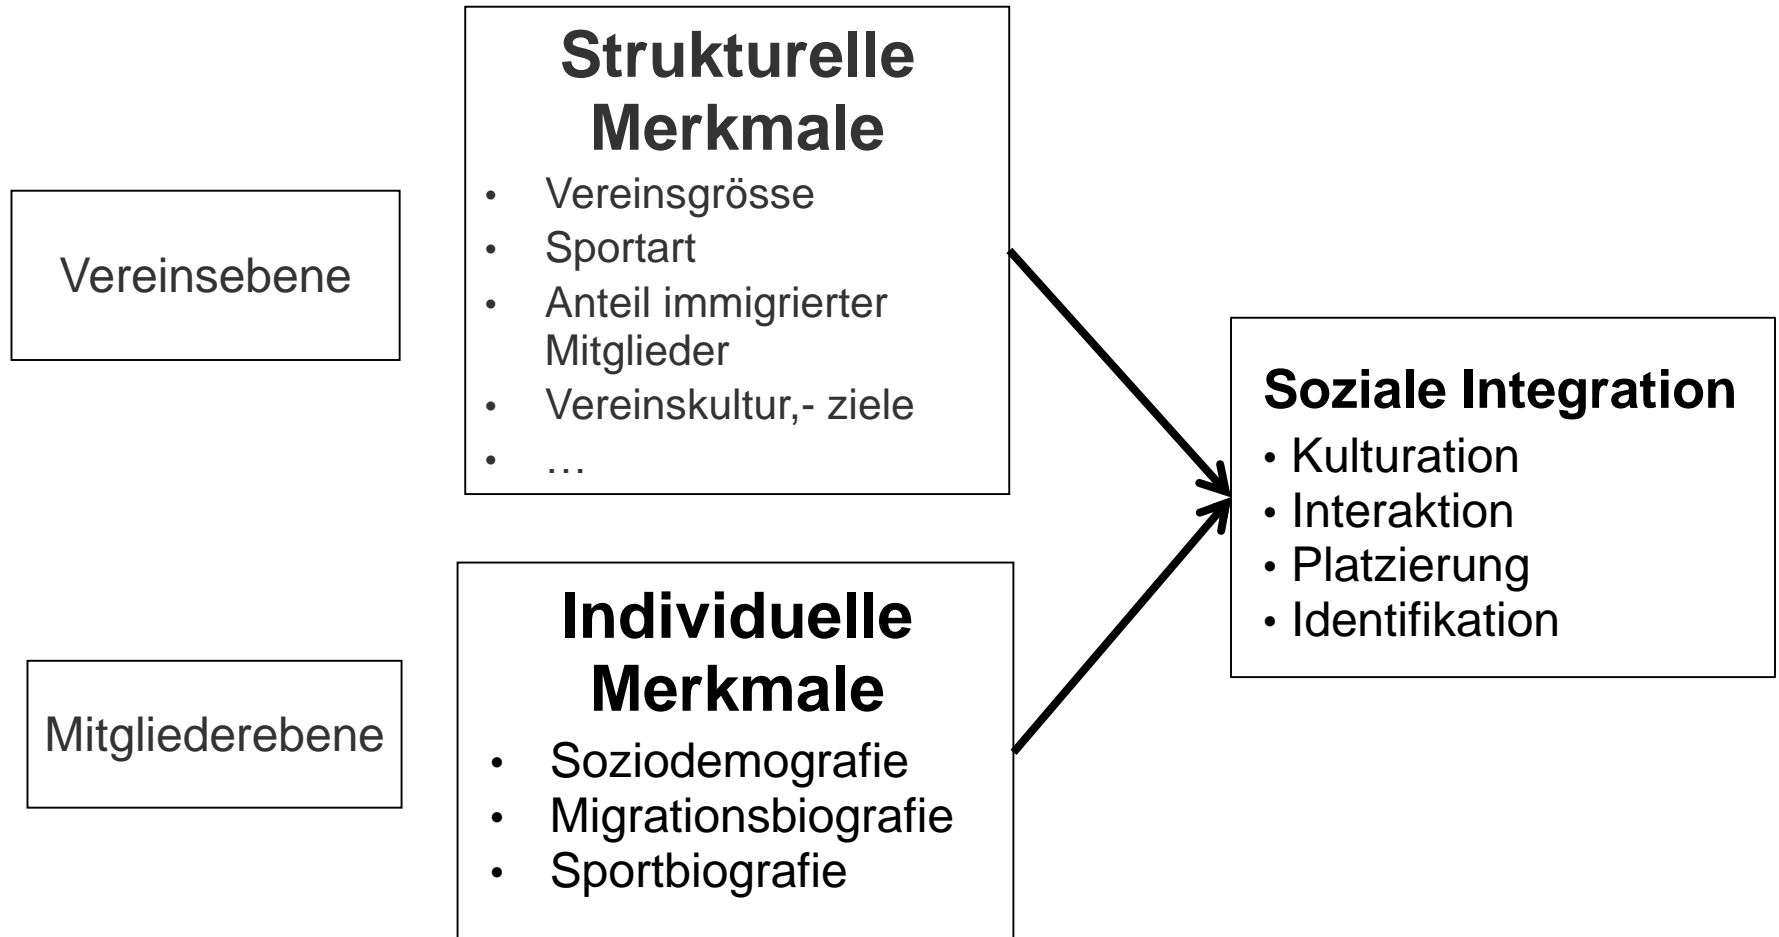 Vereinsebene
Strukturelle
Merkmale
• Vereinsgrösse
• Sportart
• Anteil immigrierter
Mitglieder
• Vereinskultur,- ziele
• …
Mitgliederebene
Individuelle
Merkmale
• Soziodemografie
• Migrationsbiografie
• Sportbiografie
Soziale Integration
• Kulturation
• Interaktion
• Platzierung
• Identifikation